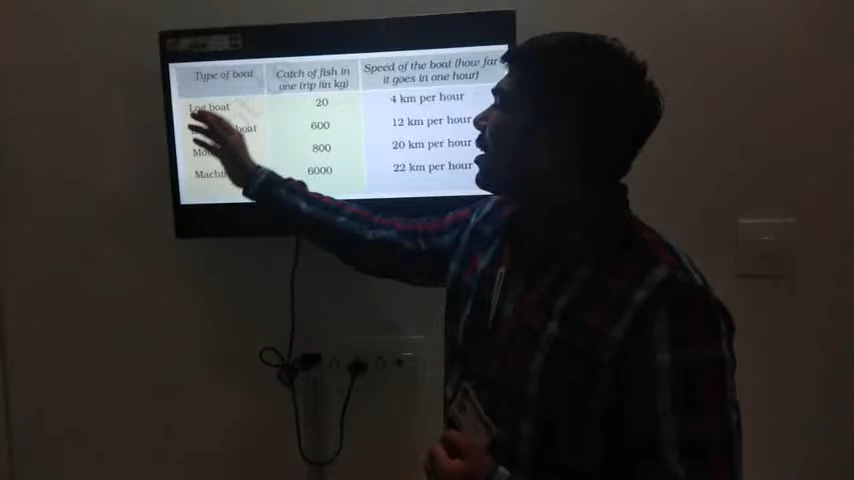 Type of boat
Catch of fish in
one trip (in kg)
Speed of the boat (how far
it goes in one hour)
Log boat 20 4 km per hour
boat 600 12 km per hour
800 20 km per hour
6000 22 km per hour